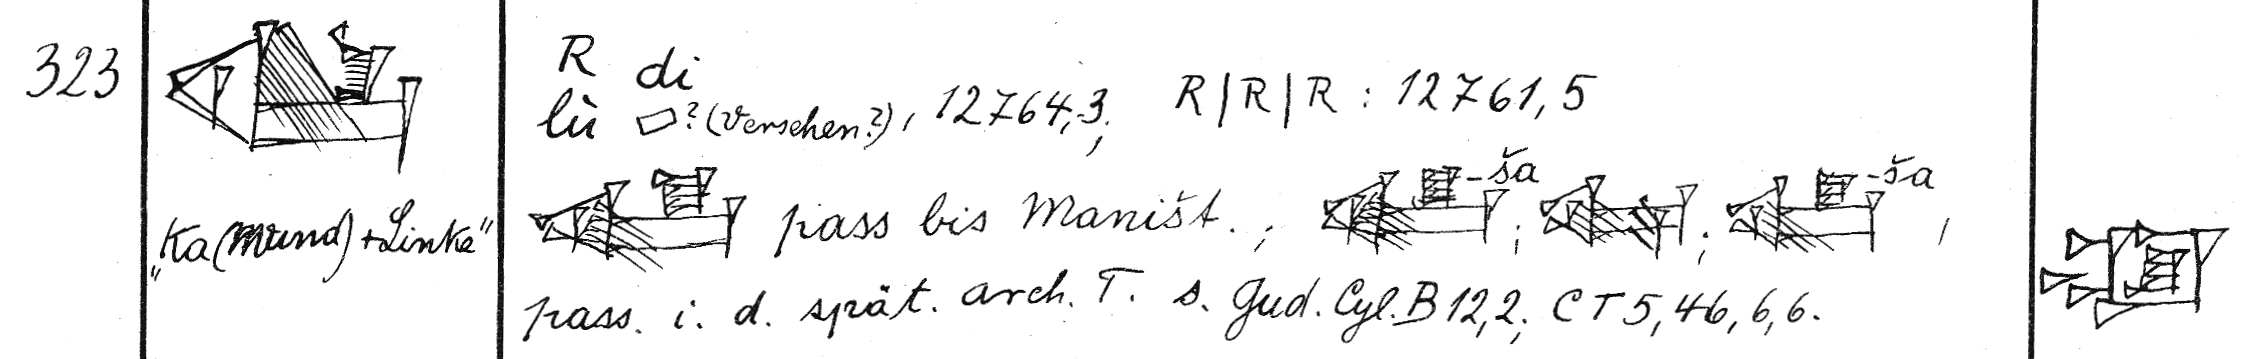 323
R di
lù ▱?(Versehen?), 12764,3; R|R|R : 12761,5
pass bis Maništ., -ša ; ; -ša ,
"Ka (Mund) + Linke"
pass. i. d. spät. arch. T. s. Gud. Cyl. B 12,2; CT 5,46,6,6.